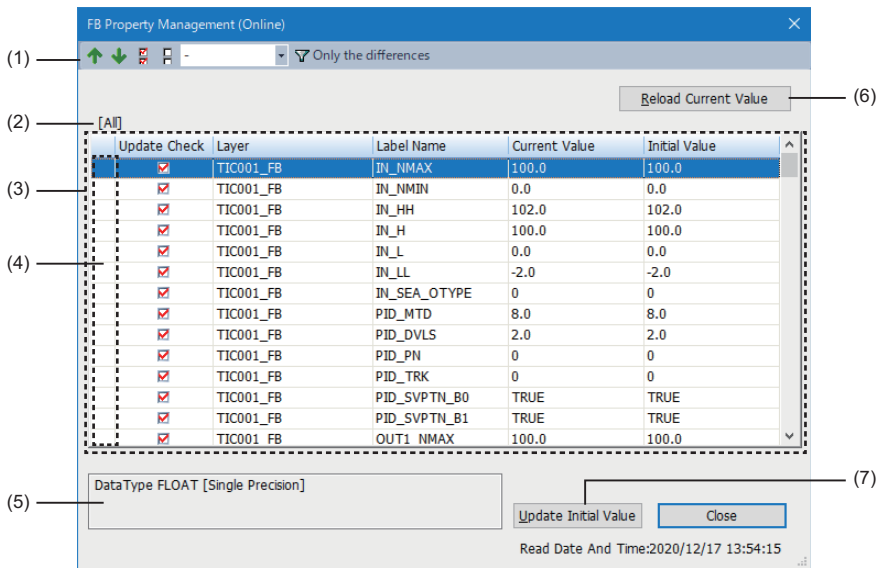 FB Property Management (Online)
(1) - Only the differences
Reload Current Value (6)
(2) [All]
Update Check Layer Label Name Current Value Initial Value
TIC001_FB IN_NMAX 100.0 100.0
(3) TIC001_FB IN_NMIN 0.0 0.0
TIC001_FB IN_HH 102.0 102.0
TIC001_FB IN_H 100.0 100.0
(4) TIC001_FB IN_L 0.0 0.0
TIC001_FB IN_LL -2.0 -2.0
TIC001_FB IN_SEA_OTYPE 0 0
TIC001_FB PID_MTD 8.0 8.0
TIC001_FB PID_DVLS 2.0 2.0
TIC001_FB PID_PN 0 0
TIC001_FB PID_TRK 0 0
TIC001_FB PID_SVPTN_B0 TRUE TRUE
TIC001_FB PID_SVPTN_B1 TRUE TRUE
TIC001_FB OUT1_NMAX 100.0 100.0
DataType FLOAT [Single Precision] (7)
(5)
Update Initial Value Close
Read Date And Time:2020/12/17 13:54:15